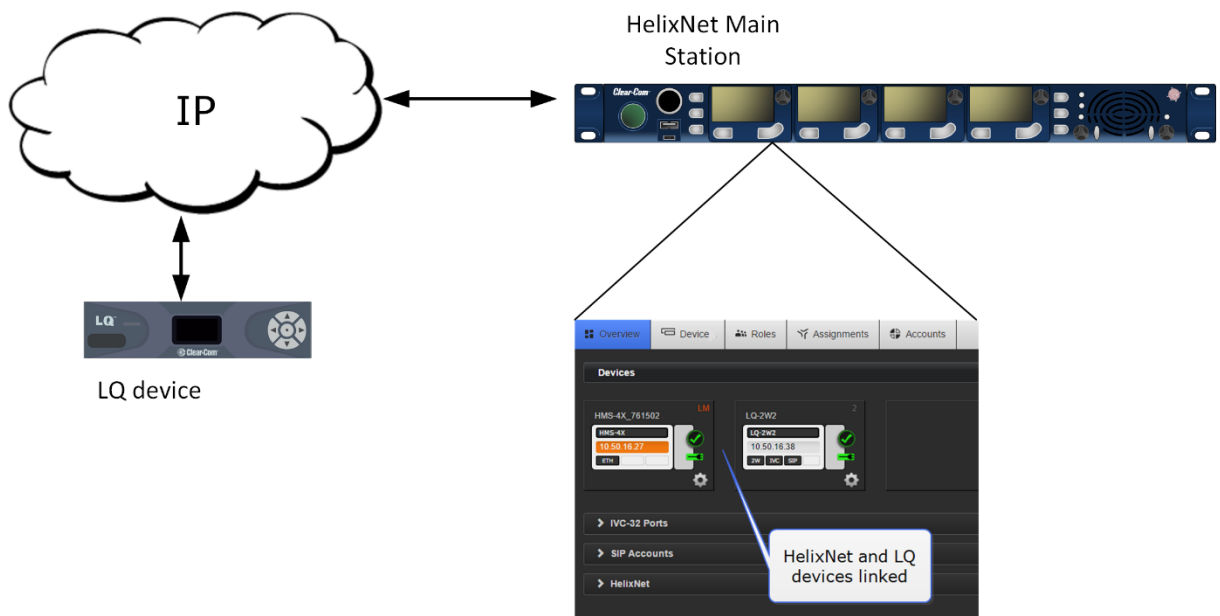 HelixNet Main
Station
IP
Clear-Com
LQ
Clear-Com
LQ device
Overview
Device
Roles
Assignments
Accounts
Devices
HMS-4X_761502
LM
HMS-4X
10.50.16.27
ETH
LQ-2W2
2
LQ-2W2
10.50.16.38
2W IVC SIP
IVC-32 Ports
SIP Accounts
HelixNet
HelixNet and LQ
devices linked